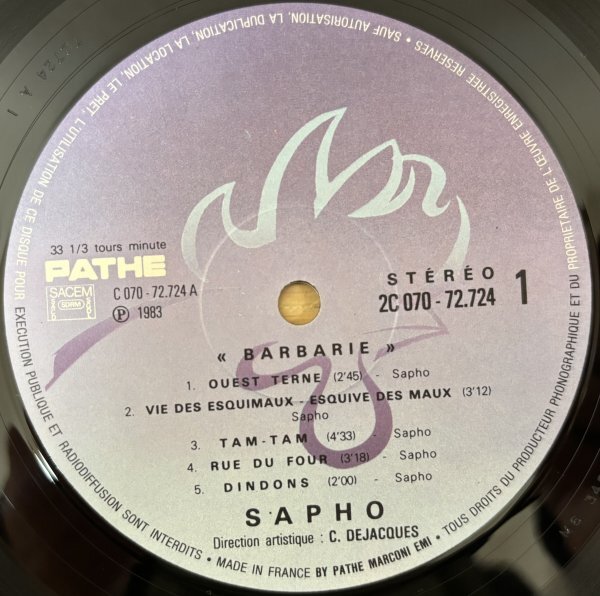 SAUF AUTORISATION, LA DUPLICATION, LA LOCATION, LE PRET, L'UTILISATION DE CE DISQUE POUR EXECUTION PUBLIQUE ET RADIODIFFUSION SONT INTERDITS • MADE IN FRANCE BY PATHE MARCONI EMI • TOUS DROITS DU PRODUCTEUR PHONOGRAPHIQUE ET DU PROPRIETAIRE DE L'ŒUVRE ENREGISTREE RESERVES •
33 1/3 tours minute
PATHE
SACEM
SDRM
C 070 - 72.724 A
Ⓟ 1983
STÉRÉO
2C 070 - 72.724
1
« BARBARIE »
1. OUEST TERNE (2'45) - Sapho
2. VIE DES ESQUIMAUX - ESQUIVE DES MAUX (3'12)
Sapho
3. TAM-TAM (4'33) - Sapho
4. RUE DU FOUR (3'18) - Sapho
5. DINDONS (2'00) - Sapho
SAPHO
Direction artistique : C. DEJACQUES